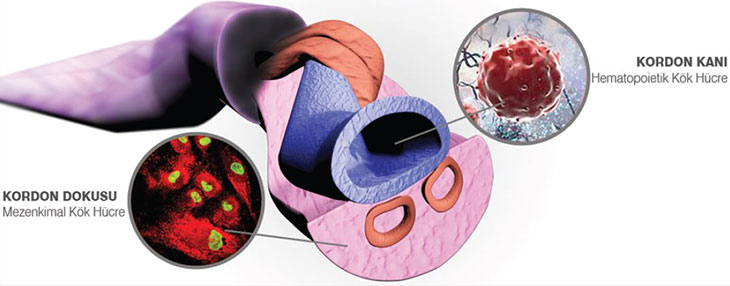 KORDON KANI
Hematopoietik Kök Hücre
KORDON DOKUSU
Mezenkimal Kök Hücre